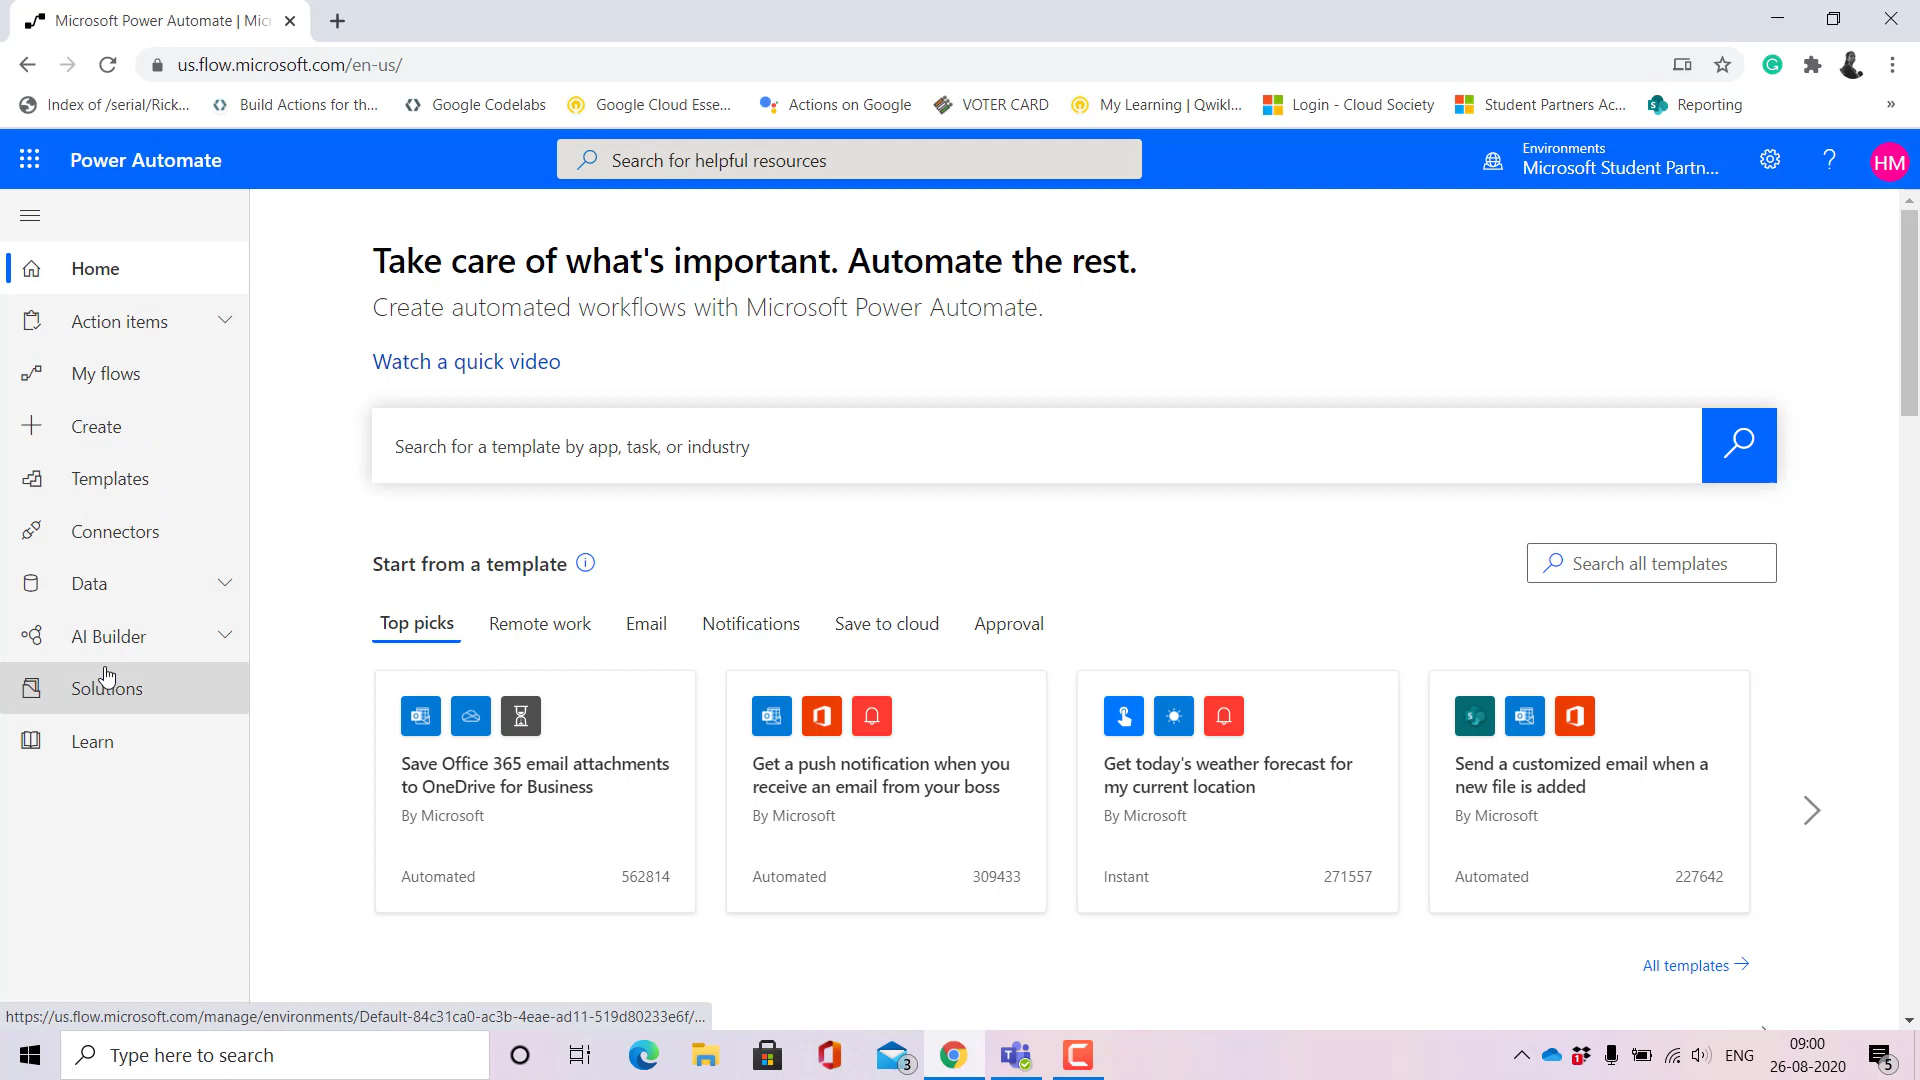 Microsoft Power Automate | Micr
us.flow.microsoft.com/en-us/
Index of /serial/Rick...
Build Actions for th...
Google Codelabs
Google Cloud Esse...
Actions on Google
VOTER CARD
My Learning | Qwikl...
Login - Cloud Society
Student Partners Ac...
Reporting
»
Power Automate
Search for helpful resources
Environments
Microsoft Student Partn...
?
HM
Home
Action items
My flows
Create
Templates
Connectors
Data
AI Builder
Solutions
Learn
Take care of what's important. Automate the rest.
Create automated workflows with Microsoft Power Automate.
Watch a quick video
Search for a template by app, task, or industry
Start from a template
Search all templates
Top picks
Remote work
Email
Notifications
Save to cloud
Approval
Save Office 365 email attachments
to OneDrive for Business
By Microsoft
Automated 562814
Get a push notification when you
receive an email from your boss
By Microsoft
Automated 309433
Get today's weather forecast for
my current location
By Microsoft
Instant 271557
Send a customized email when a
new file is added
By Microsoft
Automated 227642
All templates
https://us.flow.microsoft.com/manage/environments/Default-84c31ca0-ac3b-4eae-ad11-519d80233e6f/...
Type here to search
3
1
ENG
09:00
26-08-2020
5